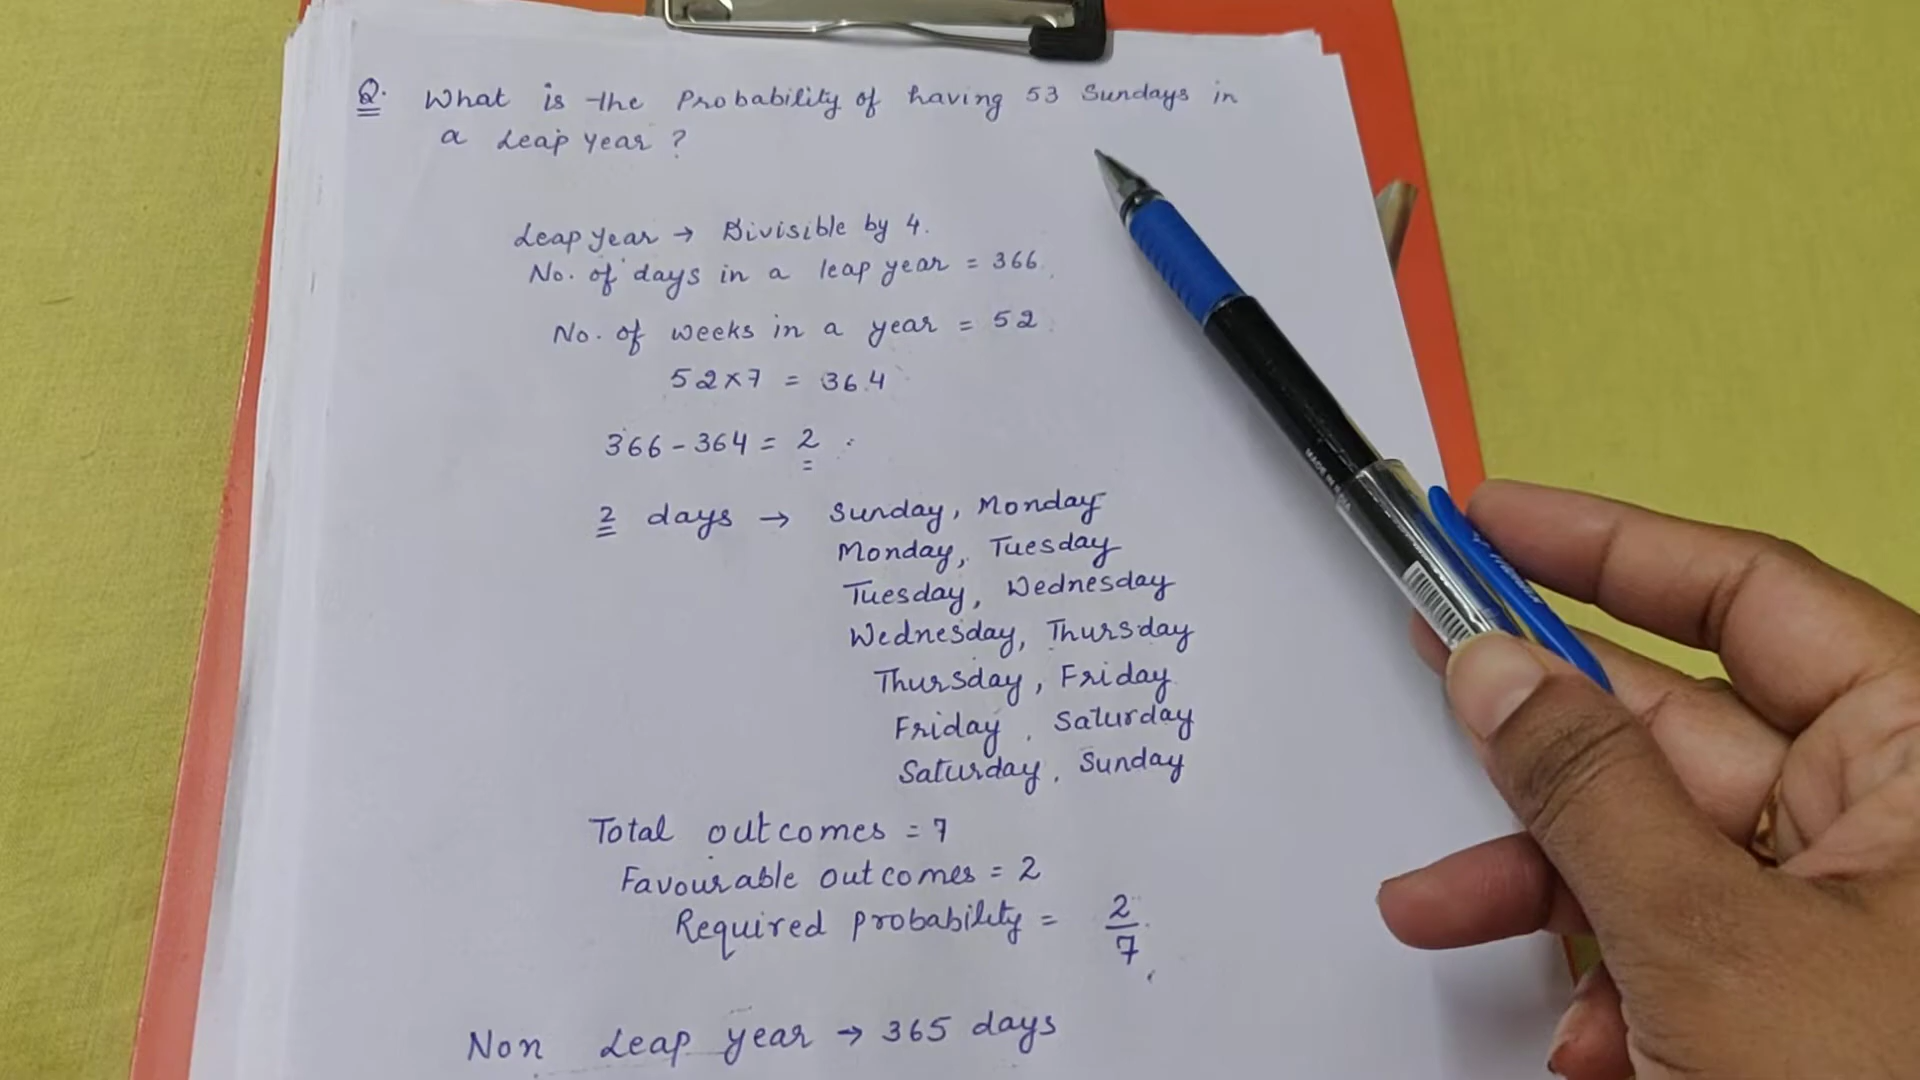 Q. What is the Probability of having 53 Sundays in
a Leap Year ?
Leap year → Divisible by 4.
No. of days in a leap year = 366
No. of weeks in a year = 52
52×7 = 364
366-364 = 2
2 days → Sunday, Monday
Monday, Tuesday
Tuesday, Wednesday
Wednesday, Thursday
Thursday, Friday
Friday, Saturday
Saturday, Sunday
Total outcomes = 7
Favourable outcomes = 2
Required probability = 2/7
Non Leap year → 365 days